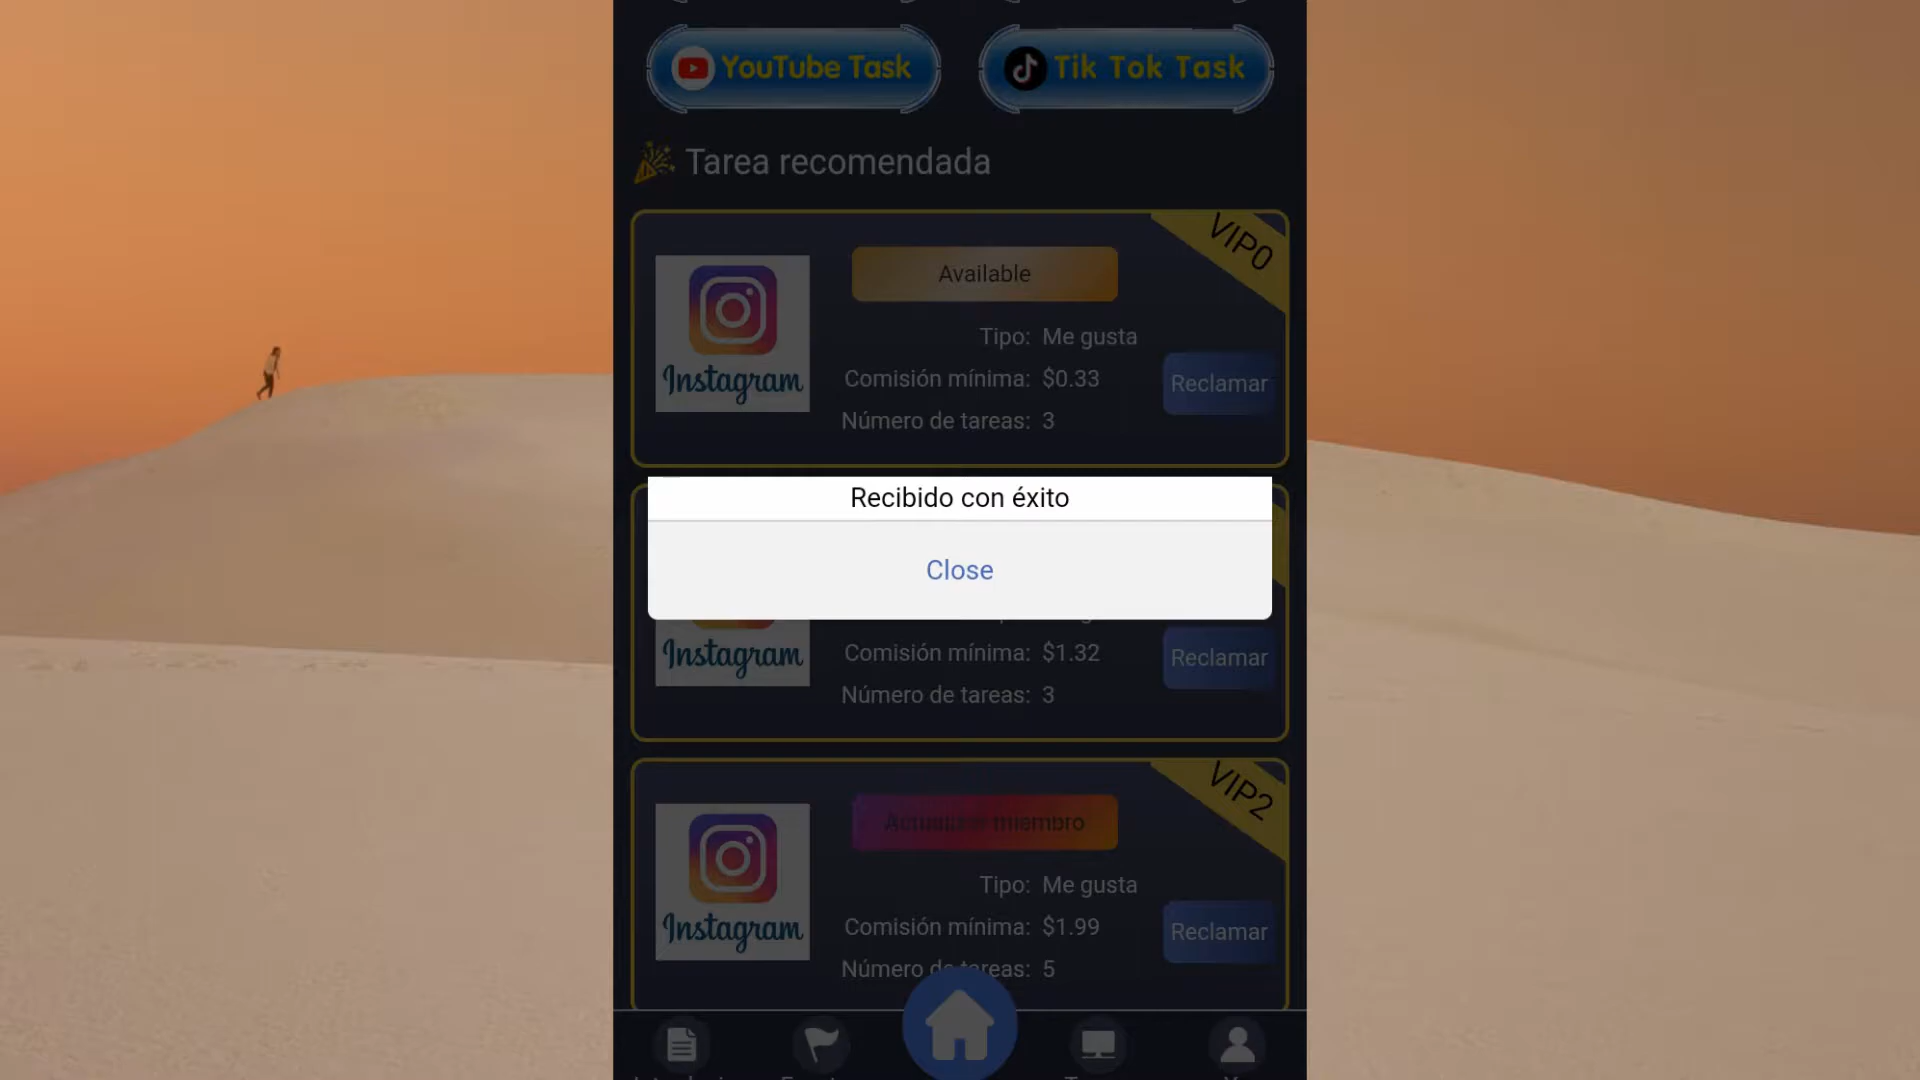 YouTube Task
Tik Tok Task
Tarea recomendada
VIP0
Available
Instagram
Tipo: Me gusta
Comisión mínima: $0.33
Número de tareas: 3
Reclamar
Recibido con éxito
Close
Instagram
Comisión mínima: $1.32
Número de tareas: 3
Reclamar
VIP2
miembro
Instagram
Tipo: Me gusta
Comisión mínima: $1.99
Número de tareas: 5
Reclamar